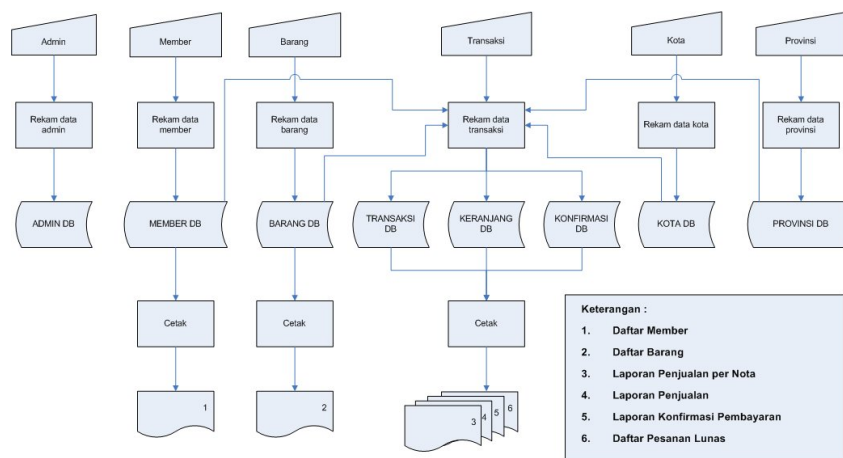 Admin
Member
Barang
Transaksi
Kota
Provinsi
Rekam data
admin
Rekam data
member
Rekam data
barang
Rekam data
transaksi
Rekam data kota
Rekam data
provinsi
ADMIN DB
MEMBER DB
BARANG DB
TRANSAKSI
DB
KERANJANG
DB
KONFIRMASI
DB
KOTA DB
PROVINSI DB
Cetak
Cetak
Cetak
1
2
3
4
5
6
Keterangan :
1. Daftar Member
2. Daftar Barang
3. Laporan Penjualan per Nota
4. Laporan Penjualan
5. Laporan Konfirmasi Pembayaran
6. Daftar Pesanan Lunas